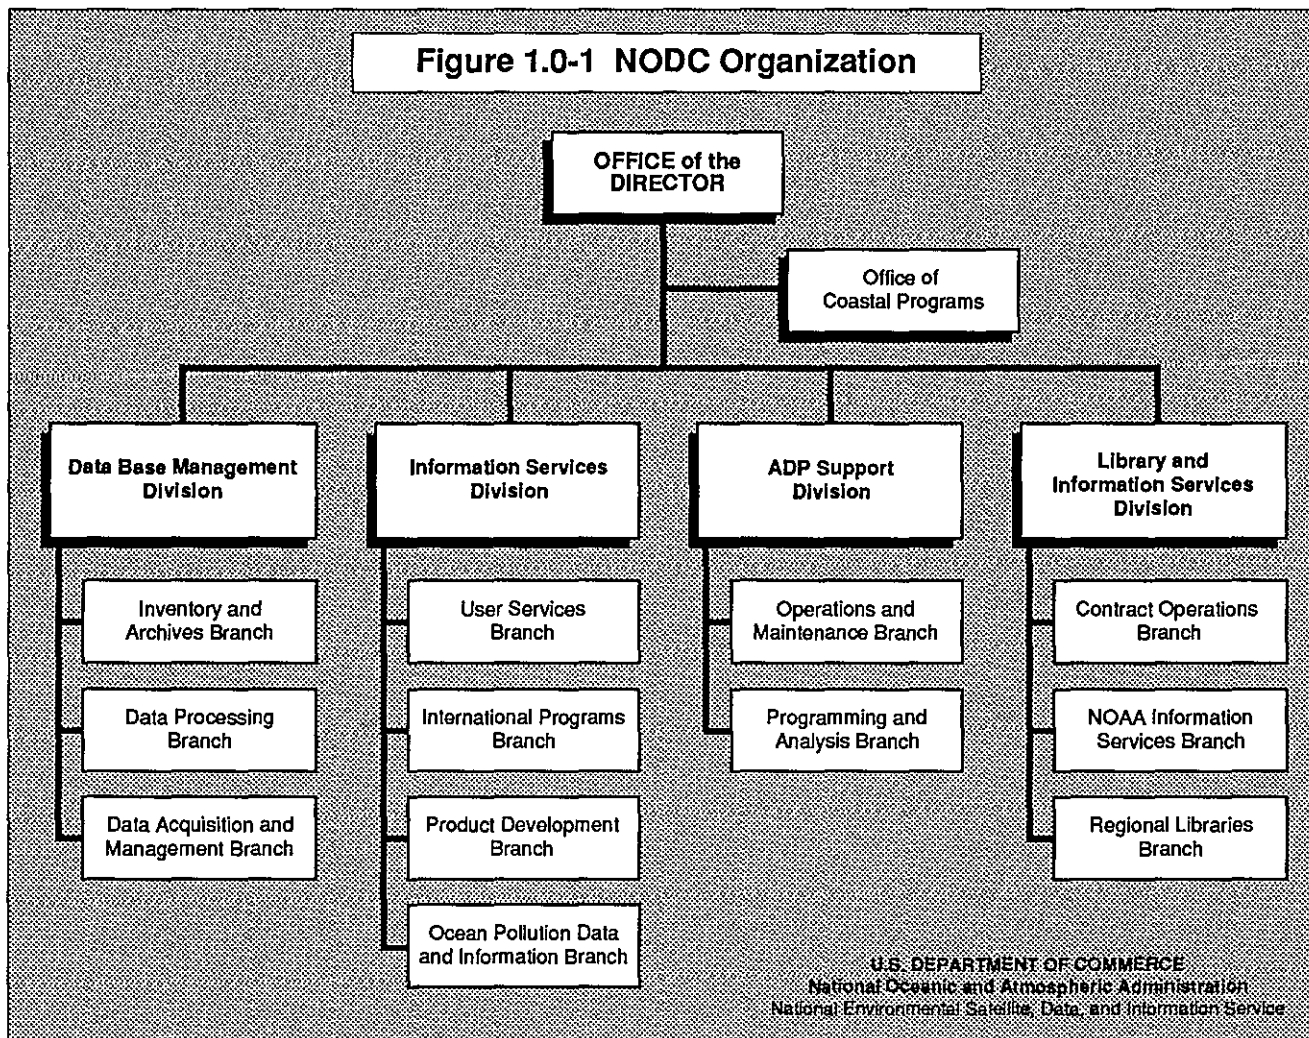 Figure 1.0-1 NODC Organization
OFFICE of the
DIRECTOR
Office of
Coastal Programs
Data Base Management
Division
Inventory and
Archives Branch
Data Processing
Branch
Data Acquisition and
Management Branch
Information Services
Division
User Services
Branch
International Programs
Branch
Product Development
Branch
Ocean Pollution Data
and Information Branch
ADP Support
Division
Operations and
Maintenance Branch
Programming and
Analysis Branch
Library and
Information Services
Division
Contract Operations
Branch
NOAA Information
Services Branch
Regional Libraries
Branch
U.S. DEPARTMENT OF COMMERCE
National Oceanic and Atmospheric Administration
National Environmental Satellite, Data, and Information Service